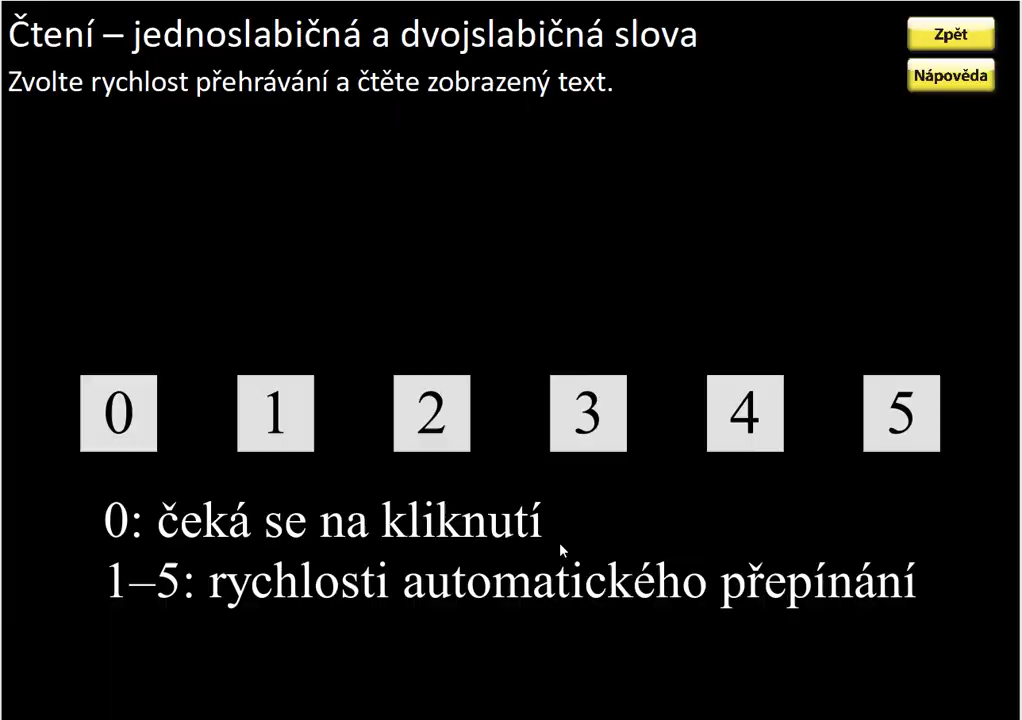 Čtení – jednoslabičná a dvojslabičná slova
Zpět
Zvolte rychlost přehrávání a čtěte zobrazený text.
Nápověda
0 1 2 3 4 5
0: čeká se na kliknutí
1–5: rychlosti automatického přepínání